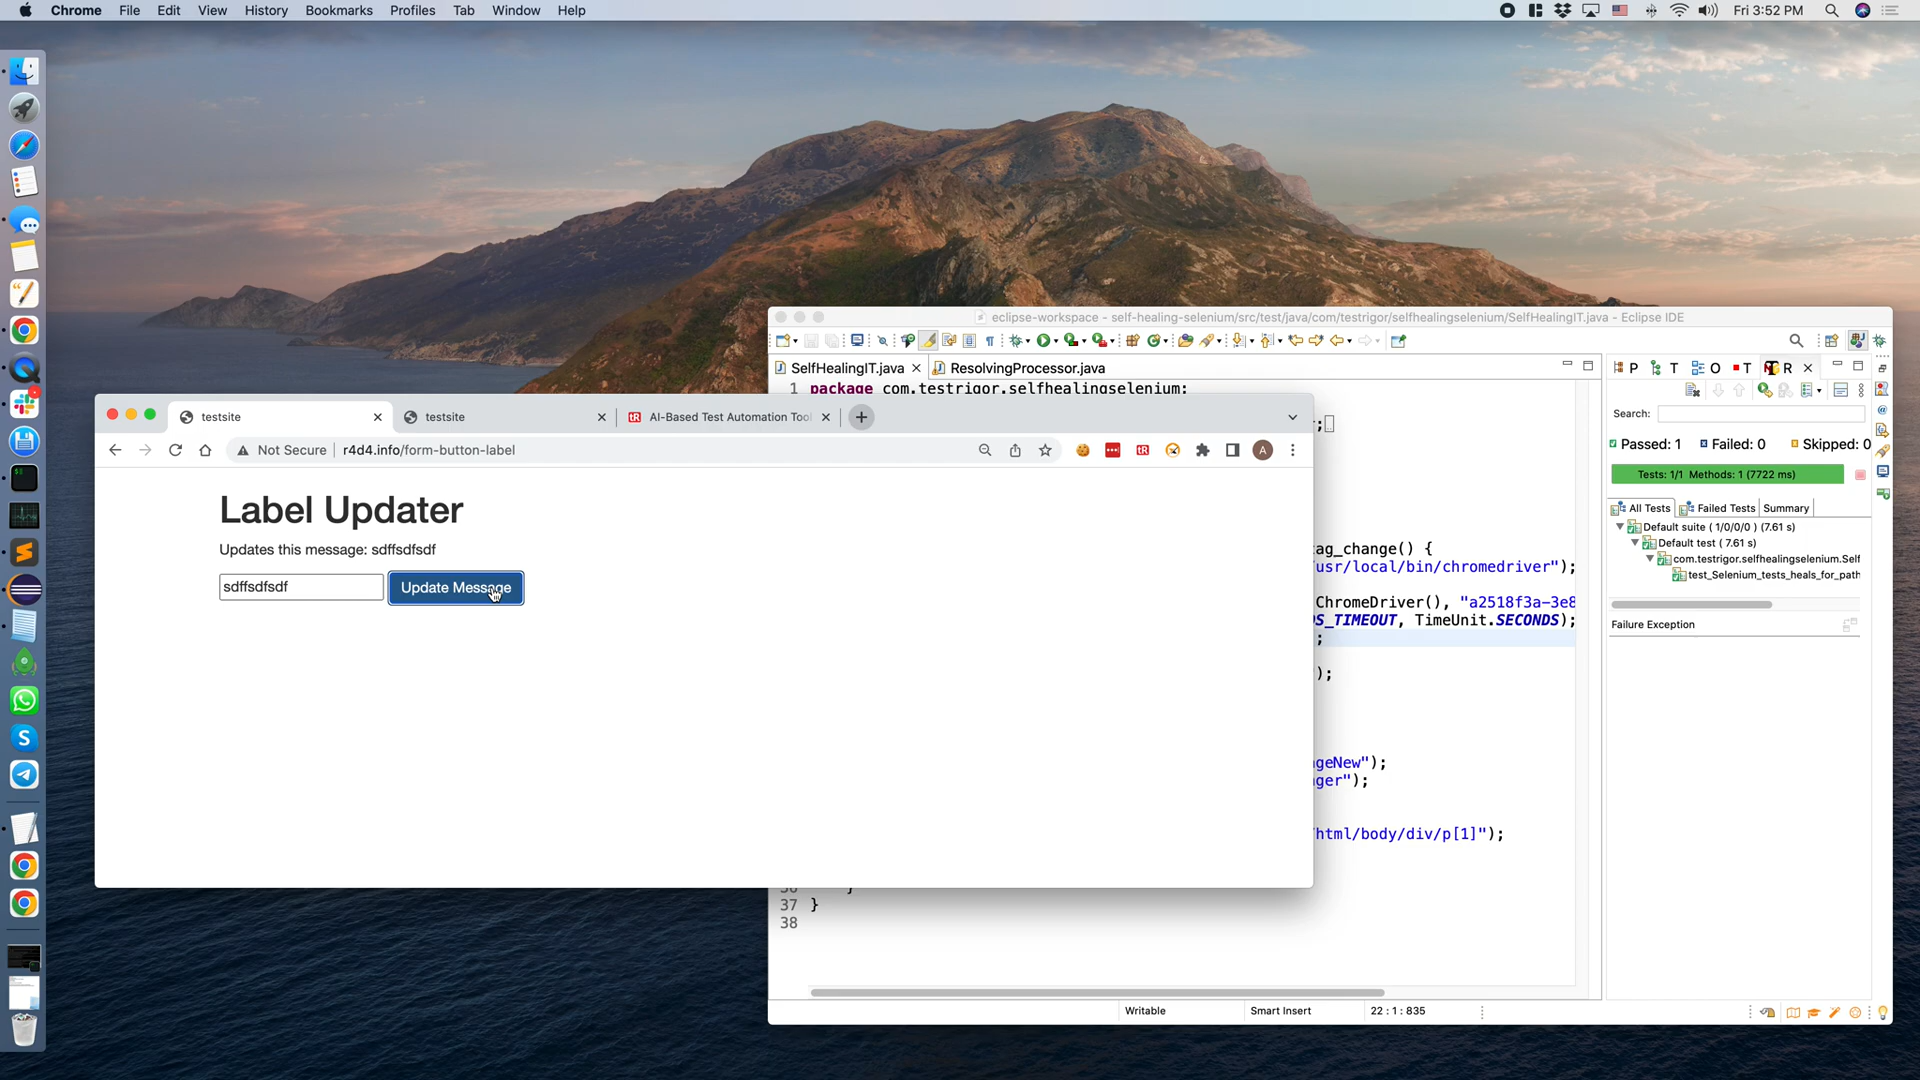 Chrome File Edit View History Bookmarks Profiles Tab Window Help
Fri 3:52 PM
eclipse-workspace - self-healing-selenium/src/test/java/com/testrigor/selfhealingselenium/SelfHealingIT.java - Eclipse IDE
SelfHealingIT.java
ResolvingProcessor.java
P T O T R
1 package com.testrigor.selfhealingselenium;
Search:
testsite
testsite
tR AI-Based Test Automation Tool
;
Passed: 1 Failed: 0 Skipped: 0
Not Secure r4d4.info/form-button-label
tR
A
Tests: 1/1 Methods: 1 (7722 ms)
Label Updater
All Tests Failed Tests Summary
Default suite ( 1/0/0/0 ) (7.61 s)
Updates this message: sdffsdfsdf
ag_change() {
Default test ( 7.61 s)
com.testrigor.selfhealingselenium.Self
usr/local/bin/chromedriver");
test_Selenium_tests_heals_for_path
sdffsdfsdf
Update Message
ChromeDriver(), "a2518f3a-3e8
DS_TIMEOUT, TimeUnit.SECONDS);
Failure Exception
;
);
geNew");
ger");
html/body/div/p[1]");
36 }
37 }
38
Writable Smart Insert 22 : 1 : 835